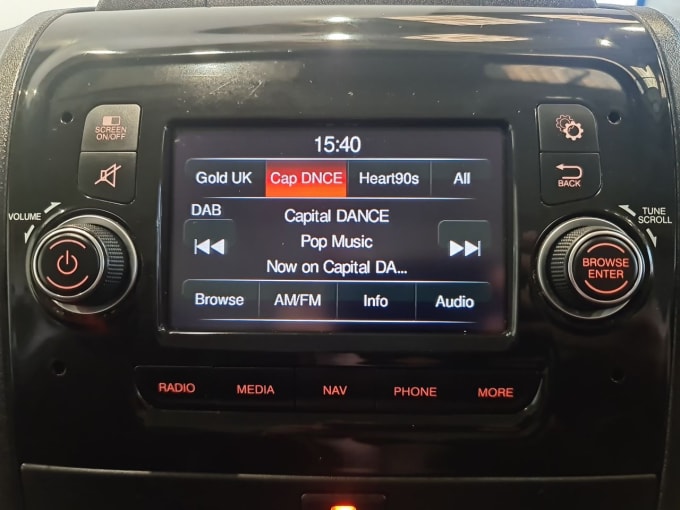 15:40
SCREEN
ON/OFF
Gold UK Cap DNCE Heart90s All
BACK
DAB
Capital DANCE
VOLUME
TUNE
SCROLL
Pop Music
Now on Capital DA...
BROWSE
ENTER
Browse AM/FM Info Audio
RADIO MEDIA NAV PHONE MORE